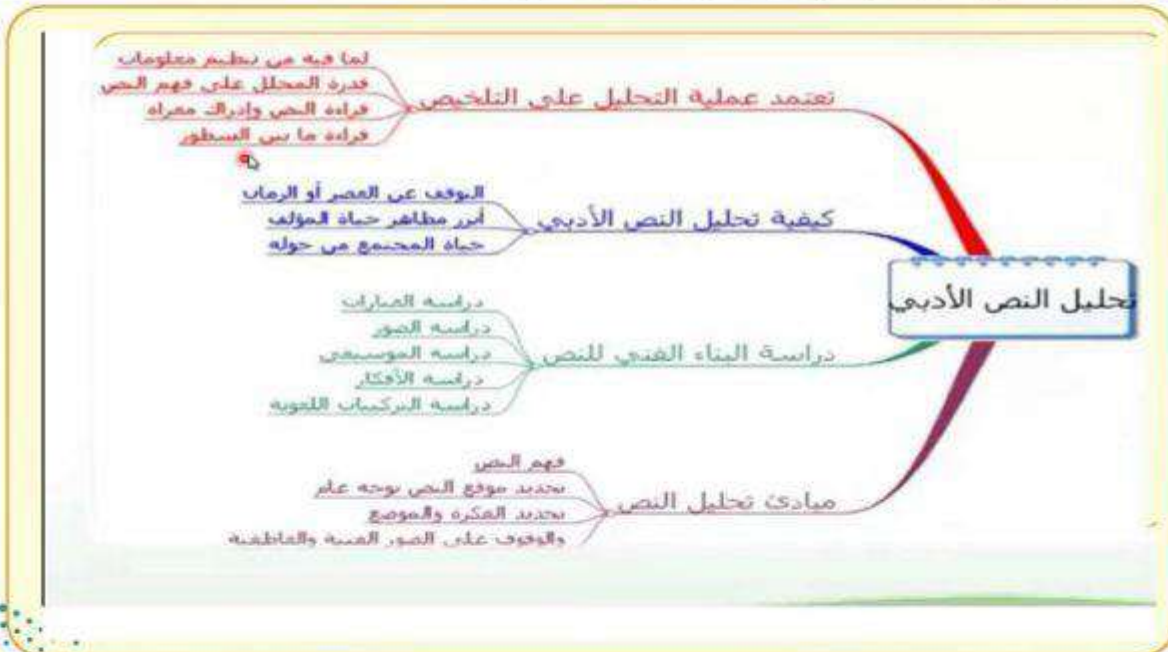 تحليل النص الأدبي
تعتمد عملية التحليل على التلخيص
لما فيه من تنظيم معلومات
قدرة المحلل على فهم النص
قراءة النص وإدراك مغزاه
قراءة ما بين السطور
كيفية تحليل النص الأدبي
التوقف عن العصر أو الزمان
أبرز مظاهر حياة المؤلف
حياة المجتمع من حوله
دراسة البناء الفني للنص
دراسة العبارات
دراسة الصور
دراسة الموسيقى
دراسة الأفكار
دراسة التركيبات اللغوية
مبادئ تحليل النص
فهم النص
تحديد موقع النص بوجه عام
تحديد الفكرة والموضع
والوقوف على الصور الفنية والعاطفية